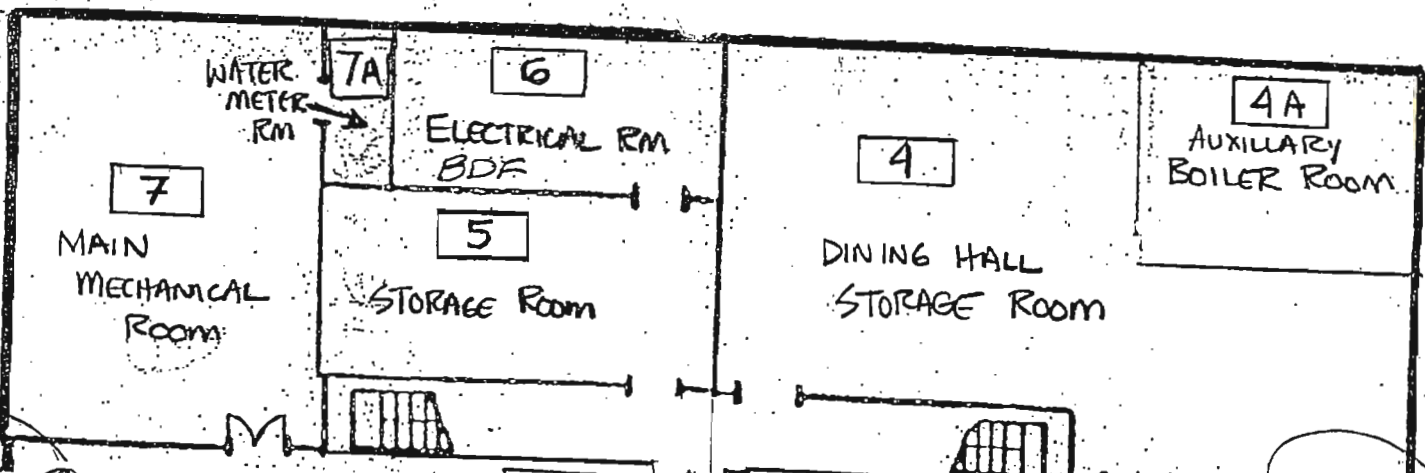 WATER
METER
RM
7A
6
ELECTRICAL RM
BDF
4
4A
AUXILLARY
BOILER ROOM
7
MAIN
MECHANICAL
ROOM
5
STORAGE ROOM
DINING HALL
STORAGE ROOM